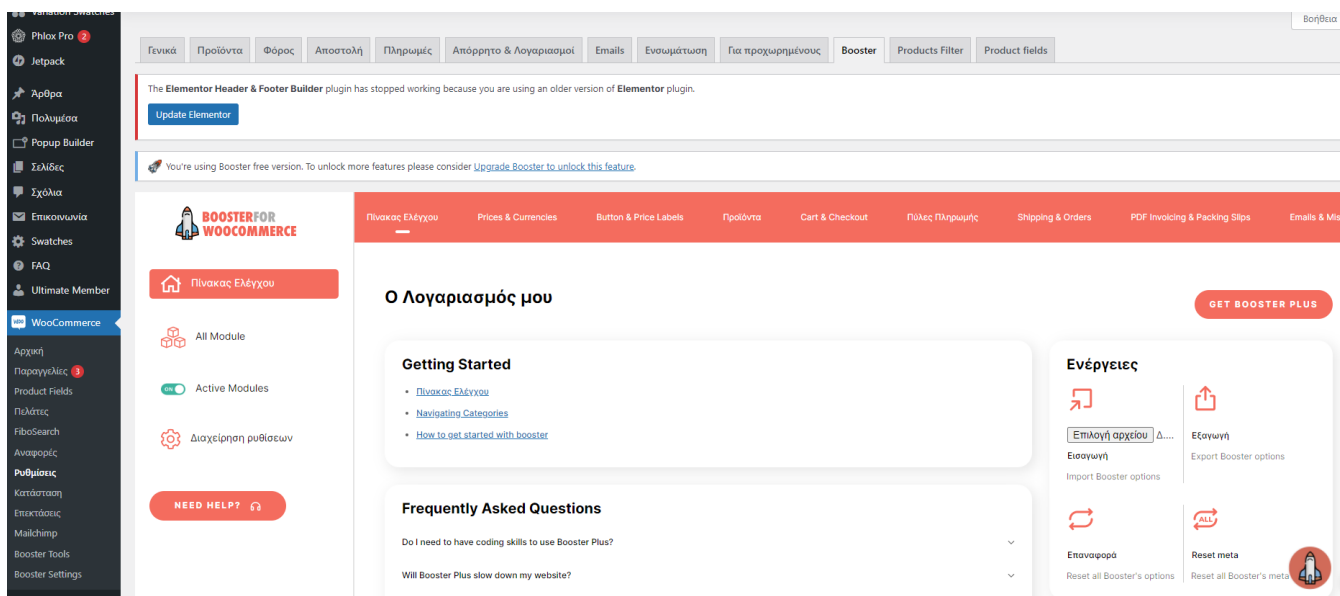 Variation Swatches
Βοήθεια
Phlox Pro 2
Jetpack
Άρθρα
Πολυμέσα
Popup Builder
Σελίδες
Σχόλια
Επικοινωνία
Swatches
FAQ
Ultimate Member
WooCommerce
Αρχική
Παραγγελίες 3
Product Fields
Πελάτες
FiboSearch
Αναφορές
Ρυθμίσεις
Κατάσταση
Επεκτάσεις
Mailchimp
Booster Tools
Booster Settings
Γενικά Προϊόντα Φόρος Αποστολή Πληρωμές Απόρρητο & Λογαριασμοί Emails Ενσωμάτωση Για προχωρημένους Booster Products Filter Product fields
The Elementor Header & Footer Builder plugin has stopped working because you are using an older version of Elementor plugin.
Update Elementor
You're using Booster free version. To unlock more features please consider Upgrade Booster to unlock this feature.
BOOSTERFOR
WOOCOMMERCE
Πίνακας Ελέγχου Prices & Currencies Button & Price Labels Προϊόντα Cart & Checkout Πύλες Πληρωμής Shipping & Orders PDF Invoicing & Packing Slips Emails & Mis
Πίνακας Ελέγχου
All Module
ON Active Modules
Διαχείρηση ρυθίσεων
NEED HELP?
Ο Λογαριασμός μου
GET BOOSTER PLUS
Getting Started
Πίνακας Ελέγχου
Navigating Categories
How to get started with booster
Frequently Asked Questions
Do I need to have coding skills to use Booster Plus?
Will Booster Plus slow down my website?
Ενέργειες
Επιλογή αρχείου Δ....
Εισαγωγή
Import Booster options
Εξαγωγή
Export Booster options
Επαναφορά
Reset all Booster's options
ALL
Reset meta
Reset all Booster's meta